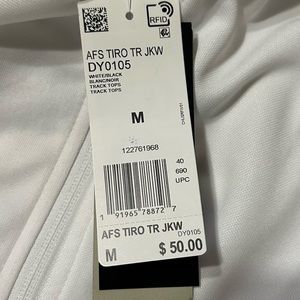 RFID
AFS TIRO TR JKW
DY0105
WHITE/BLACK
BLANC/NOIR
TRACK TOPS
TRACK TOPS
M
122761968
40
690
UPC
1 91965 78872 7
AFS TIRO TR JKW
DY0105
M $ 50.00